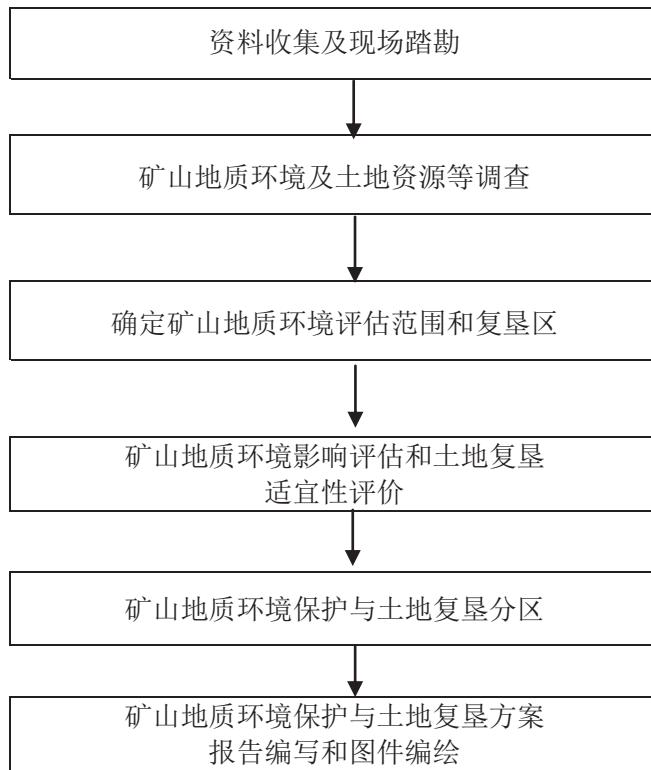 资料收集及现场踏勘
矿山地质环境及土地资源等调查
确定矿山地质环境评估范围和复垦区
矿山地质环境影响评估和土地复垦
适宜性评价
矿山地质环境保护与土地复垦分区
矿山地质环境保护与土地复垦方案
报告编写和图件编绘